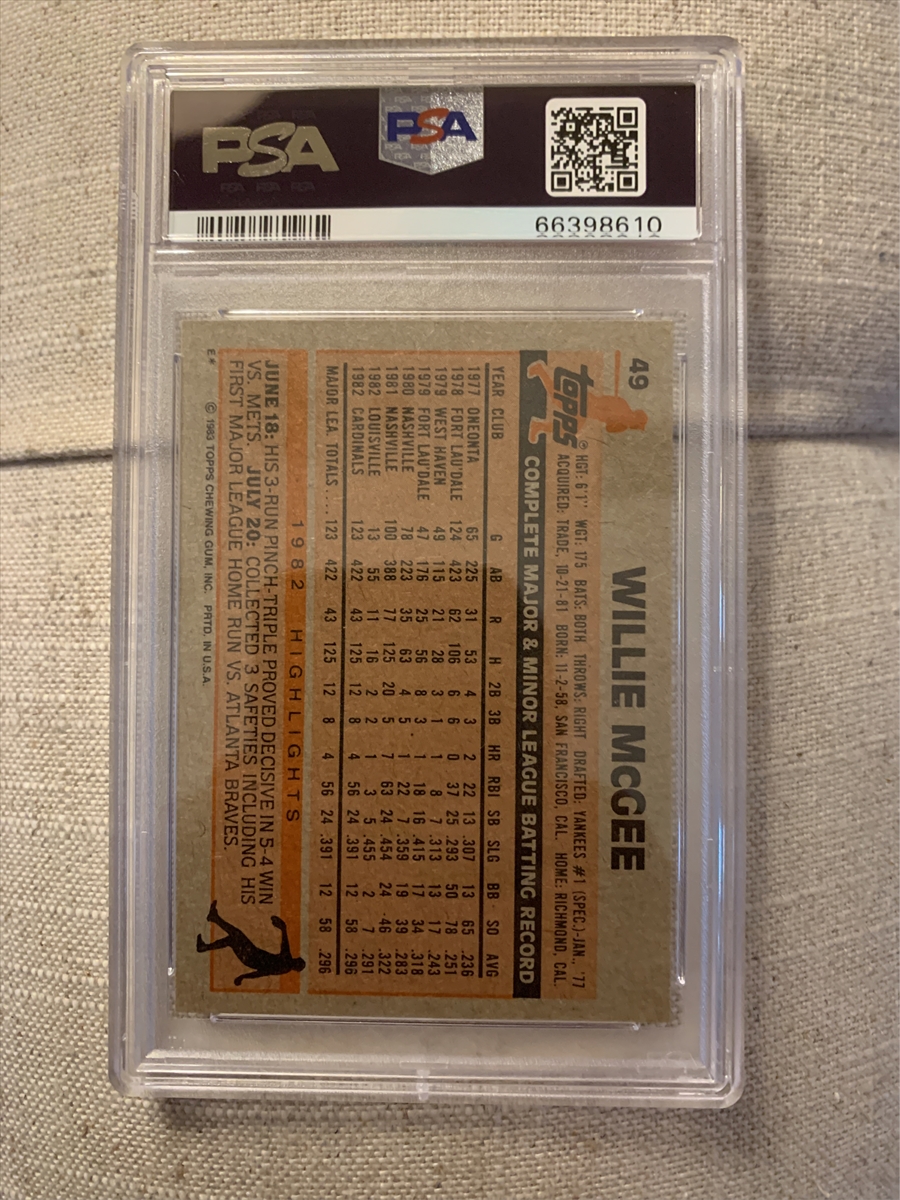 PSA
PSA
PSA PSA PSA
66398610
49
WILLIE McGEE
topps®
HGT: 6'1" WGT: 175 BATS: BOTH THROWS: RIGHT DRAFTED: YANKEES #1 (SPEC.)-JAN., '77
ACQUIRED: TRADE, 10-21-81 BORN: 11-2-58, SAN FRANCISCO, CAL. HOME: RICHMOND, CAL.
COMPLETE MAJOR & MINOR LEAGUE BATTING RECORD
YEAR CLUB G AB R H 2B 3B HR RBI SB SLG BB SO AVG
1977 ONEONTA 65 225 31 53 4 3 2 22 13 .307 13 65 .236
1978 FORT LAU'DALE 124 423 62 106 6 6 0 37 25 .293 50 78 .251
1979 WEST HAVEN 49 115 21 28 3 1 1 8 7 .313 13 17 .243
1979 FORT LAU'DALE 47 176 25 56 8 3 1 18 16 .415 17 34 .318
1980 NASHVILLE 78 223 35 63 4 5 1 22 7 .359 19 39 .283
1981 NASHVILLE 100 388 77 125 20 5 7 63 24 .454 24 46 .322
1982 LOUISVILLE 13 55 11 16 2 2 1 3 5 .455 2 7 .291
1982 CARDINALS 123 422 43 125 12 8 4 56 24 .391 12 58 .296
MAJOR LEA. TOTALS..... 123 422 43 125 12 8 4 56 24 .391 12 58 .296
1982 HIGHLIGHTS
JUNE 18: HIS 3-RUN PINCH-TRIPLE PROVED DECISIVE IN 5-4 WIN
VS. METS. JULY 20: COLLECTED 3 SAFETIES INCLUDING HIS
FIRST MAJOR LEAGUE HOME RUN VS. ATLANTA BRAVES.
E* © 1983 TOPPS CHEWING GUM, INC. PRTD. IN U.S.A.